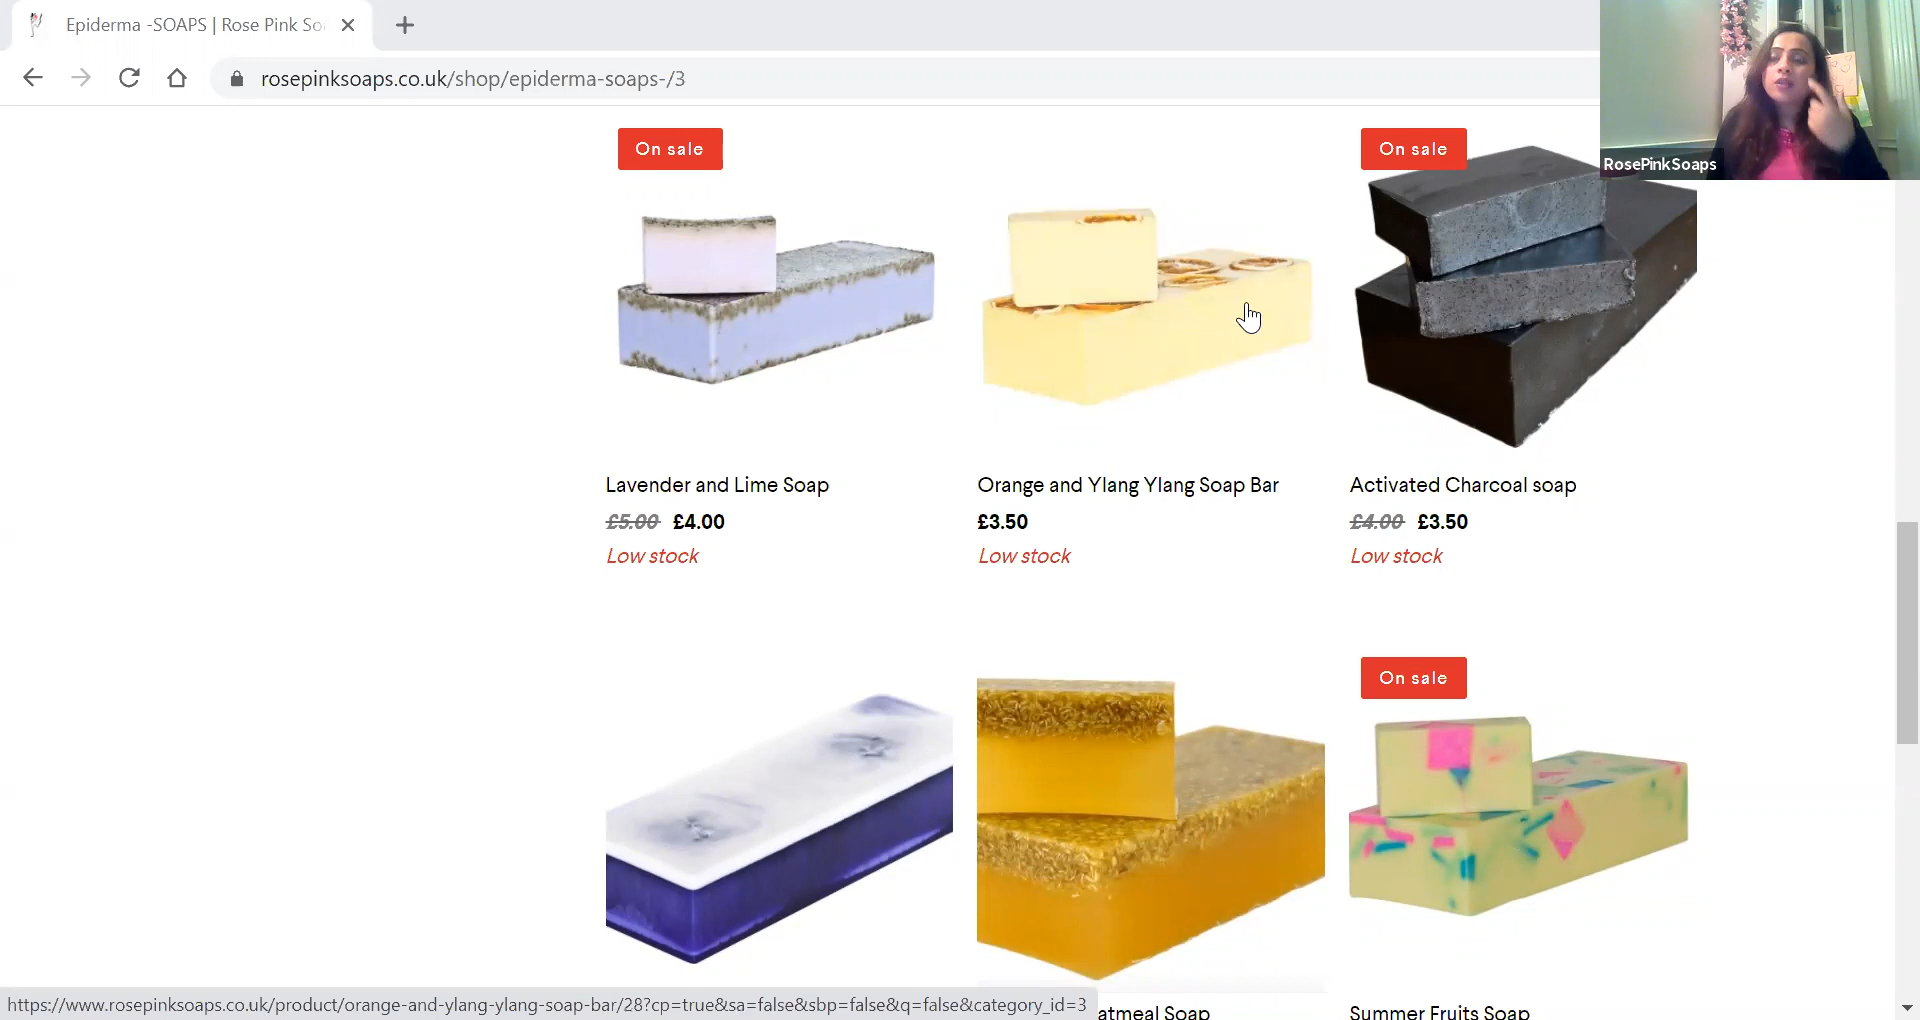 Epiderma -SOAPS | Rose Pink So
rosepinksoaps.co.uk/shop/epiderma-soaps-/3
RosePinkSoaps
On sale
On sale
Lavender and Lime Soap
Orange and Ylang Ylang Soap Bar
Activated Charcoal soap
£5.00 £4.00
£3.50
£4.00 £3.50
Low stock
Low stock
Low stock
On sale
https://www.rosepinksoaps.co.uk/product/orange-and-ylang-ylang-soap-bar/28?cp=true&sa=false&sbp=false&q=false&category_id=3
atmeal Soap
Summer Fruits Soap